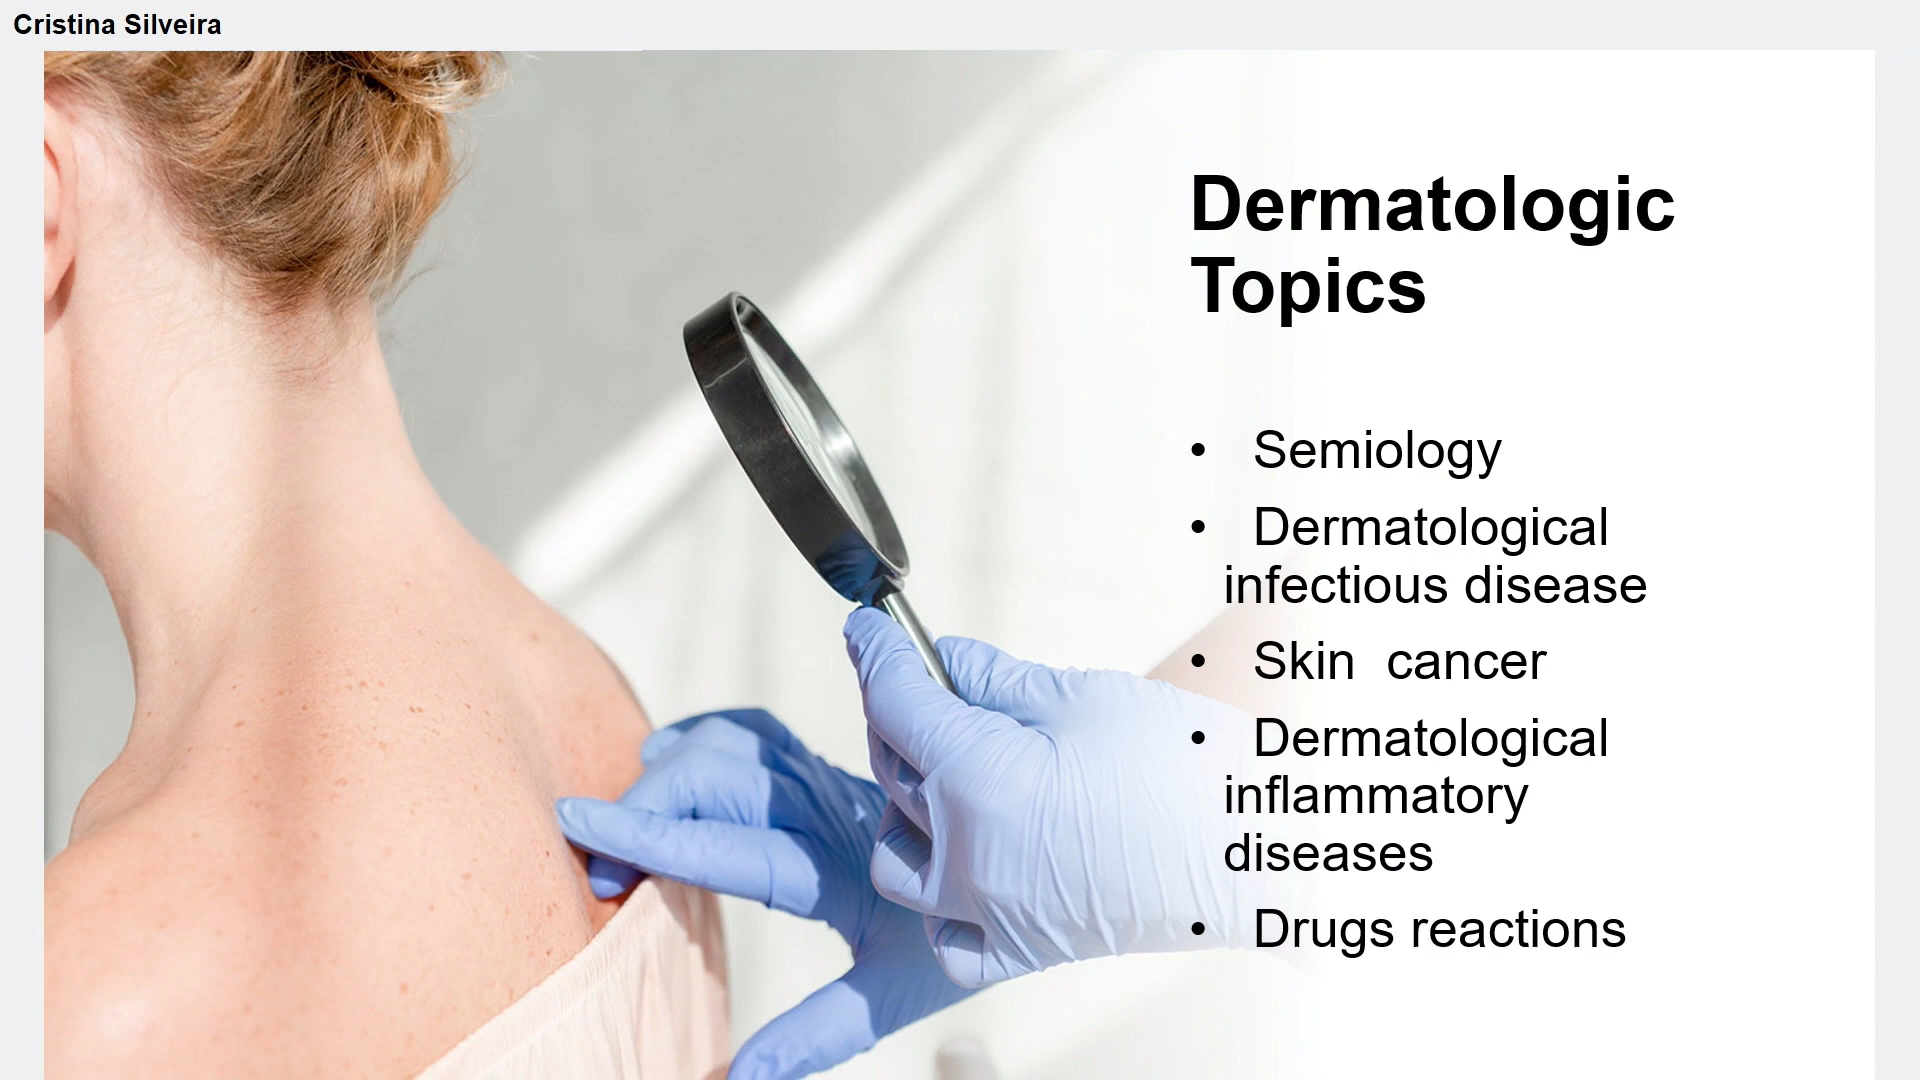 Cristina Silveira
Dermatologic
Topics
• Semiology
• Dermatological
infectious disease
• Skin  cancer
• Dermatological
inflammatory
diseases
• Drugs reactions